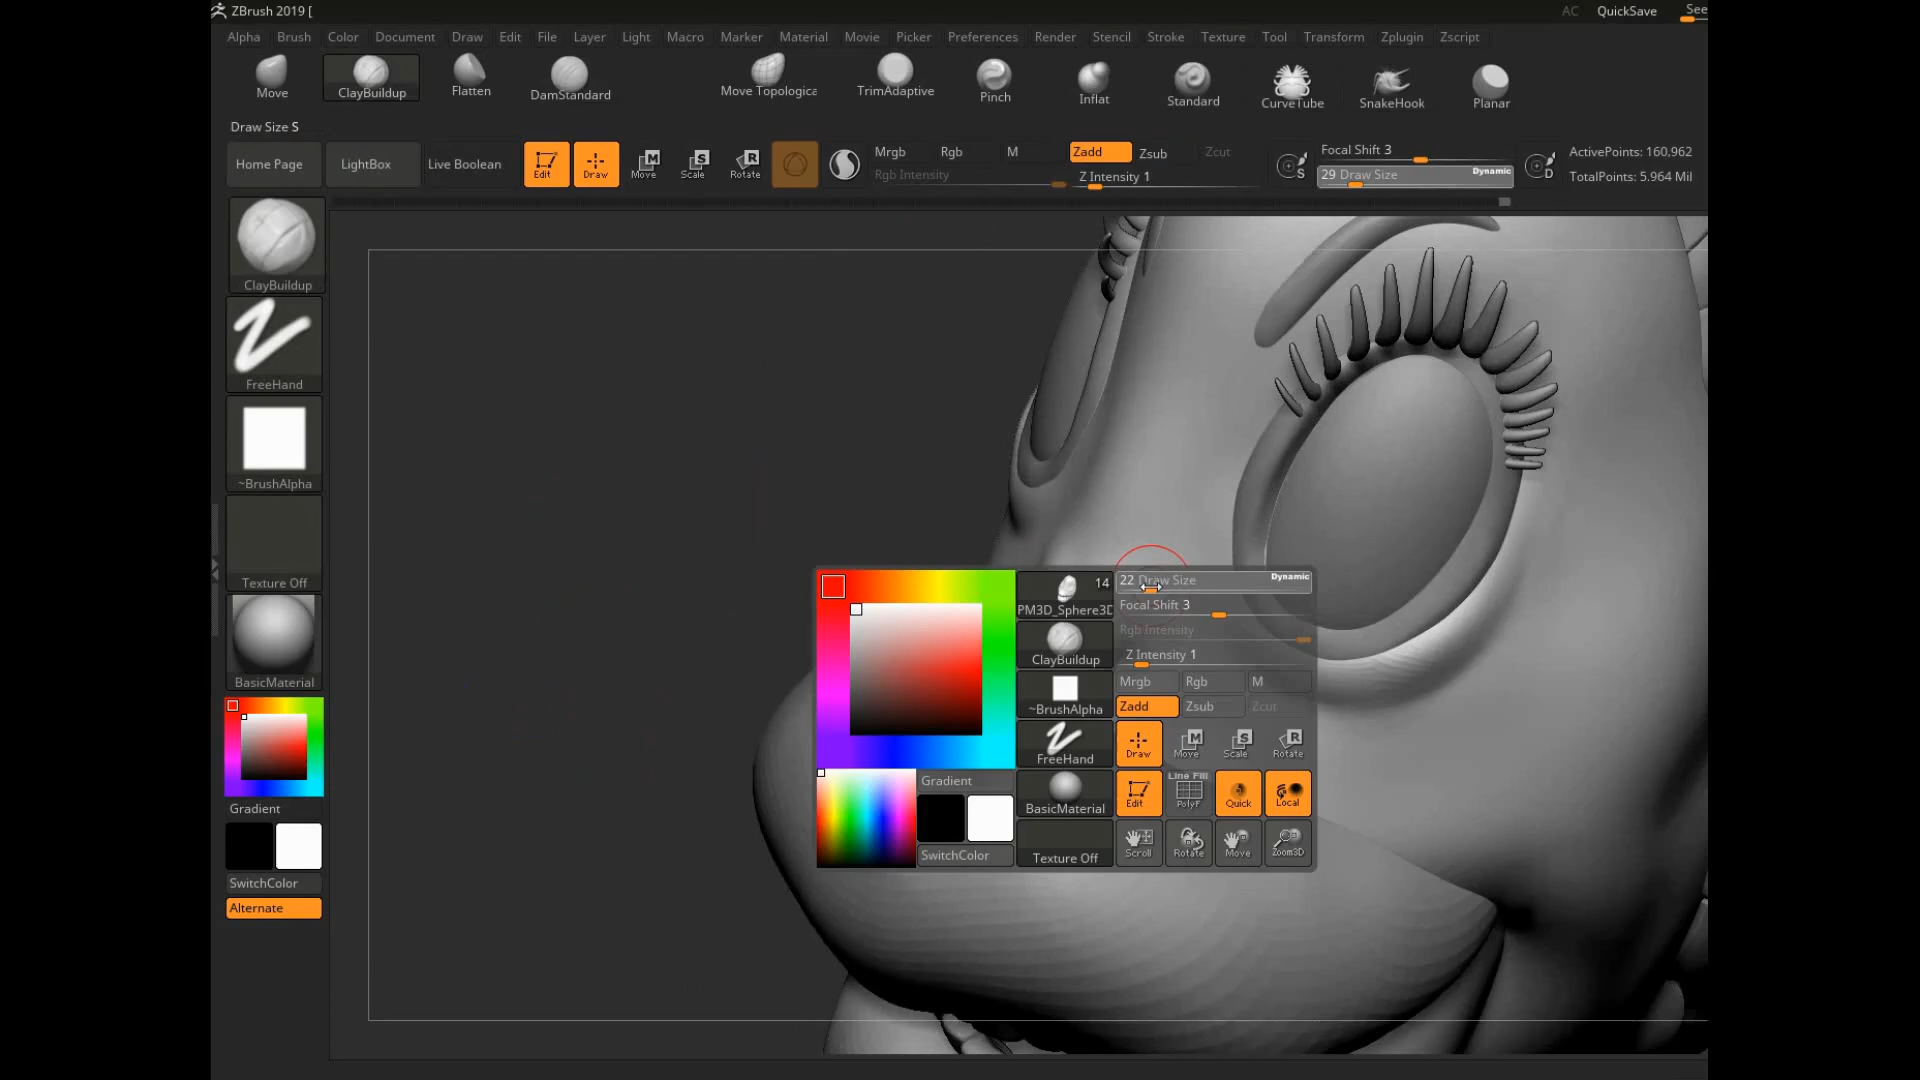 ZBrush 2019 [
AC QuickSave See
Alpha Brush Color Document Draw Edit File Layer Light Macro Marker Material Movie Picker Preferences Render Stencil Stroke Texture Tool Transform Zplugin Zscript
Move ClayBuildup Flatten DamStandard Move Topologica TrimAdaptive Pinch Inflat Standard CurveTube SnakeHook Planar
Draw Size S
Home Page LightBox Live Boolean Edit Draw Move Scale Rotate
M S R
Mrgb Rgb M Zadd Zsub Zcut
Rgb Intensity Z Intensity 1
S Focal Shift 3
29 Draw Size Dynamic
D ActivePoints: 160,962
TotalPoints: 5.964 Mil
ClayBuildup
FreeHand
~BrushAlpha
Texture Off
BasicMaterial
Gradient
SwitchColor
Alternate
Gradient
SwitchColor
14
PM3D_Sphere3D
ClayBuildup
~BrushAlpha
FreeHand
BasicMaterial
Texture Off
22 Draw Size Dynamic
Focal Shift 3
Rgb Intensity
Z Intensity 1
Mrgb Rgb M
Zadd Zsub Zcut
M S R
Draw Move Scale Rotate
Line Fill
Edit PolyF Quick Local
Scroll Rotate Move Zoom3D